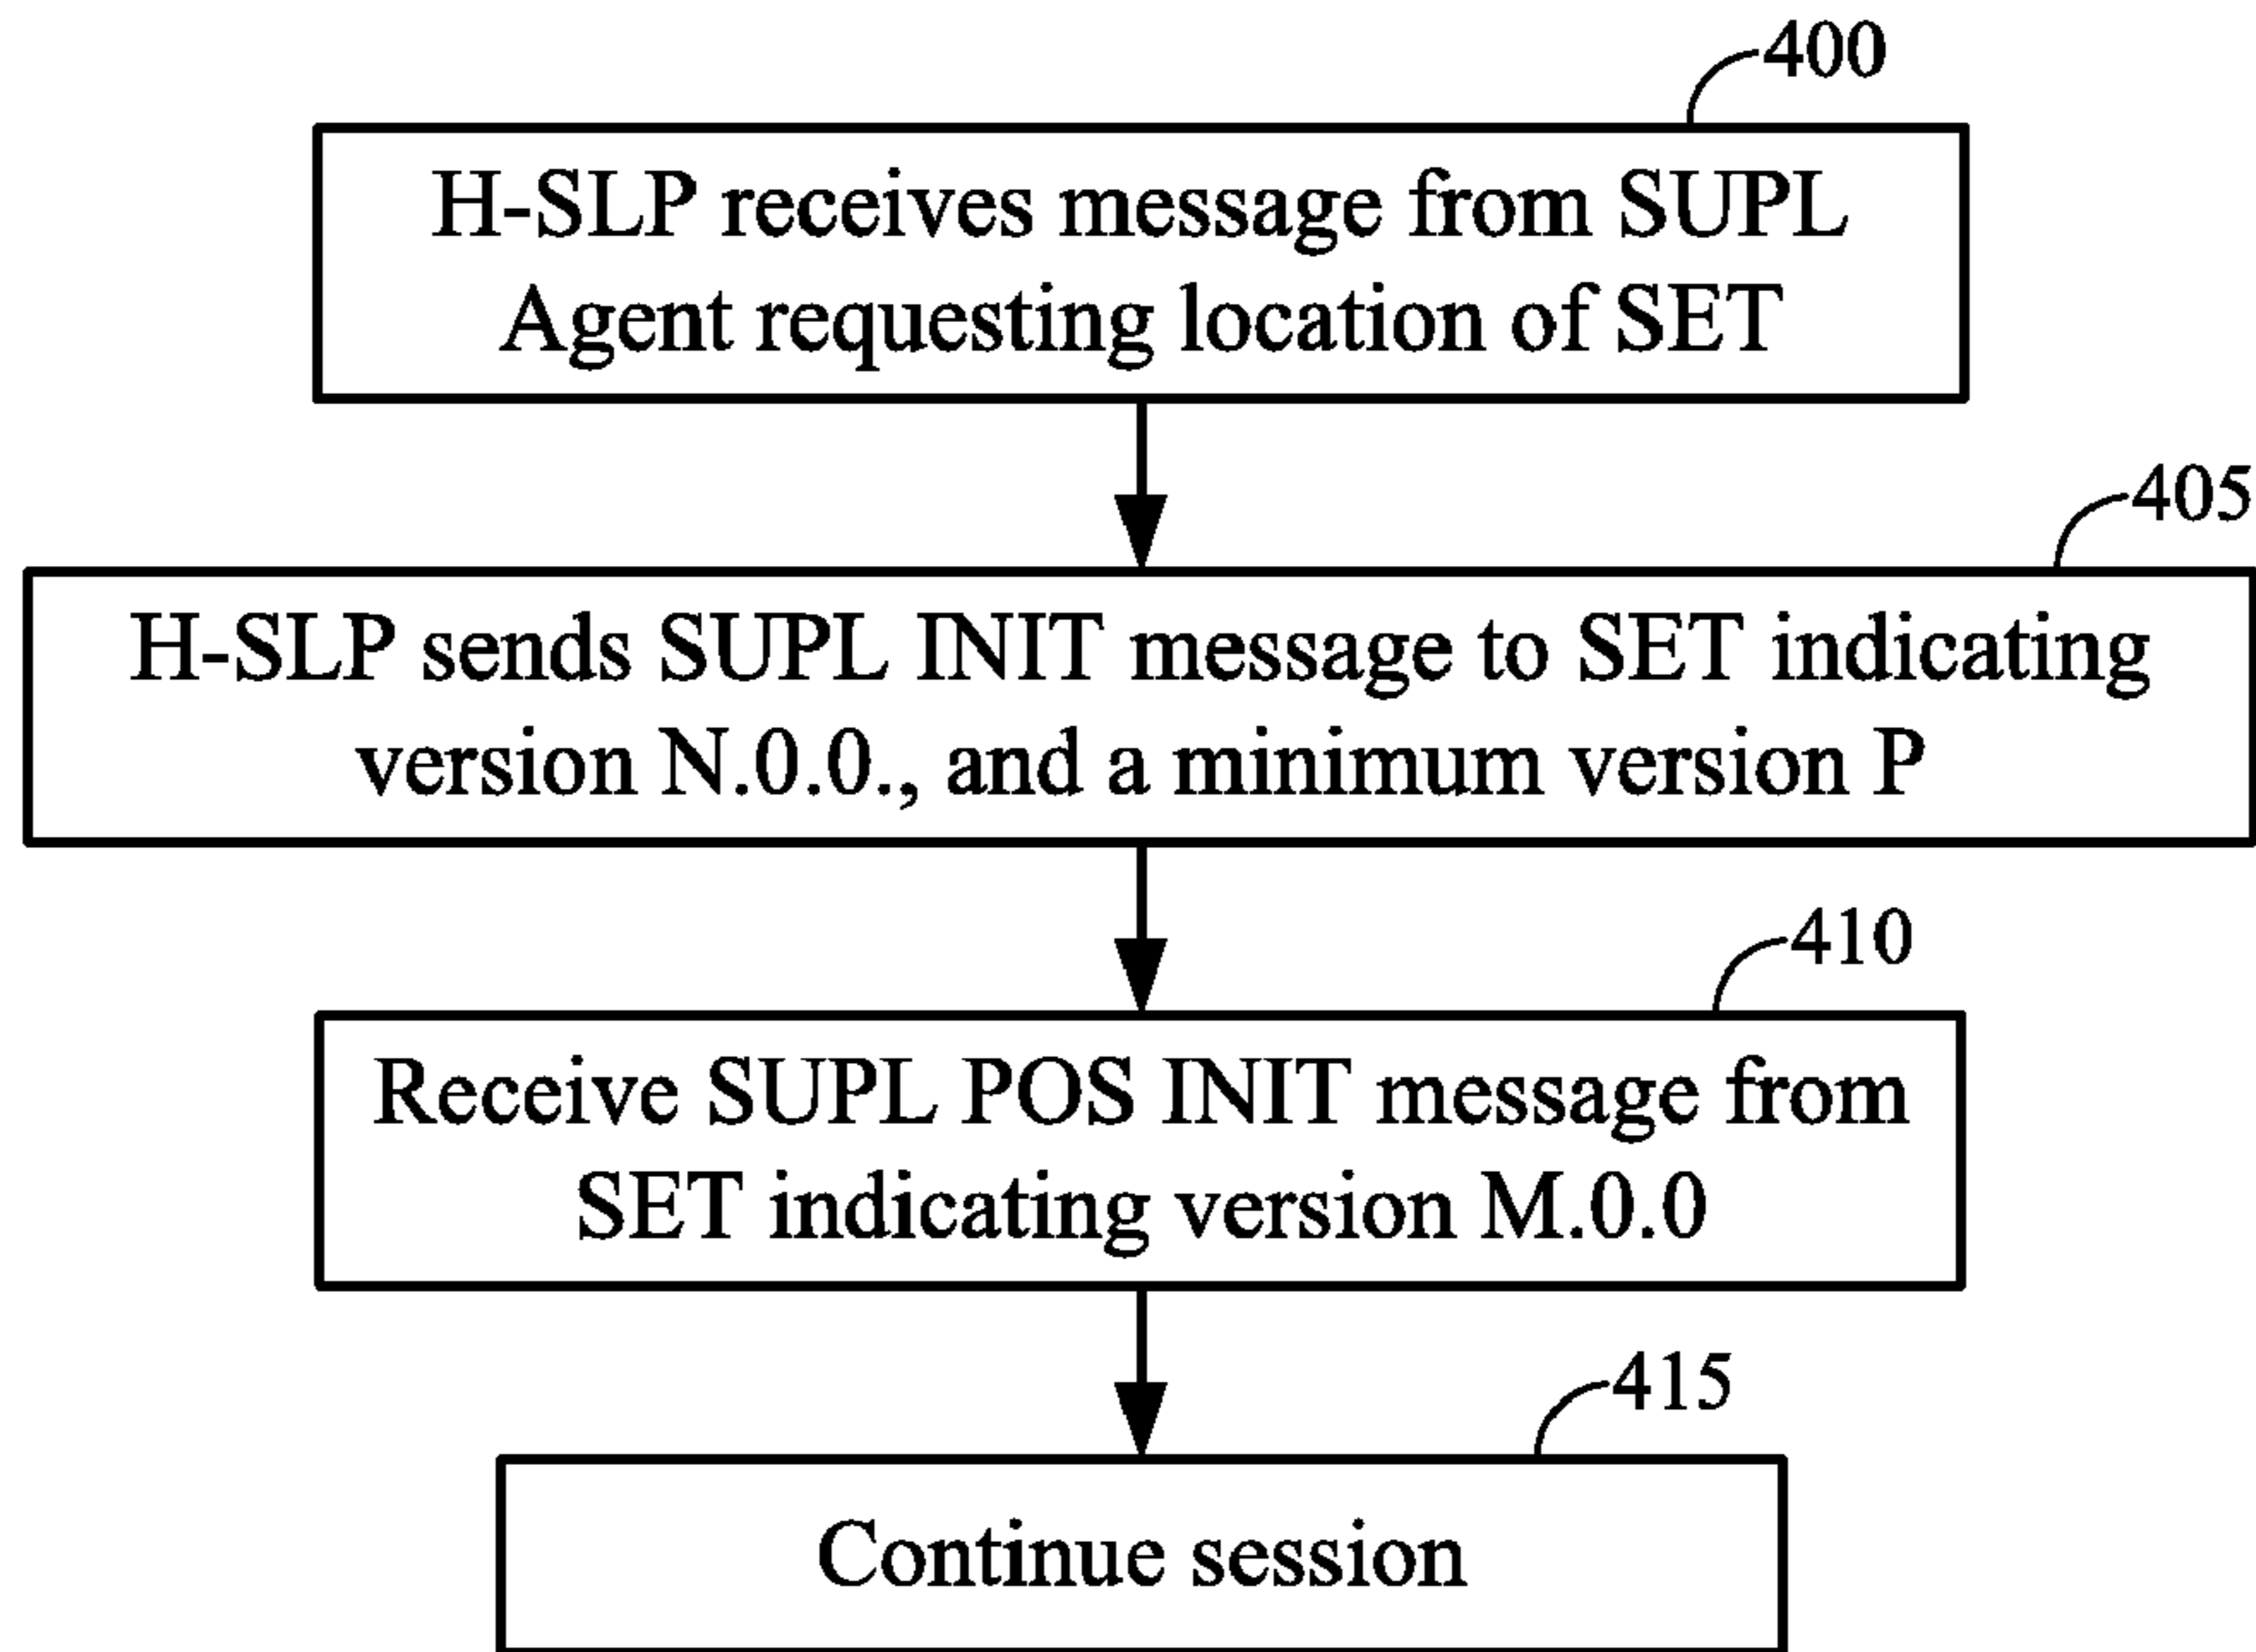 400
H-SLP receives message from SUPL
Agent requesting location of SET
405
H-SLP sends SUPL INIT message to SET indicating
version N.0.0., and a minimum version P
410
Receive SUPL POS INIT message from
SET indicating version M.0.0
415
Continue session